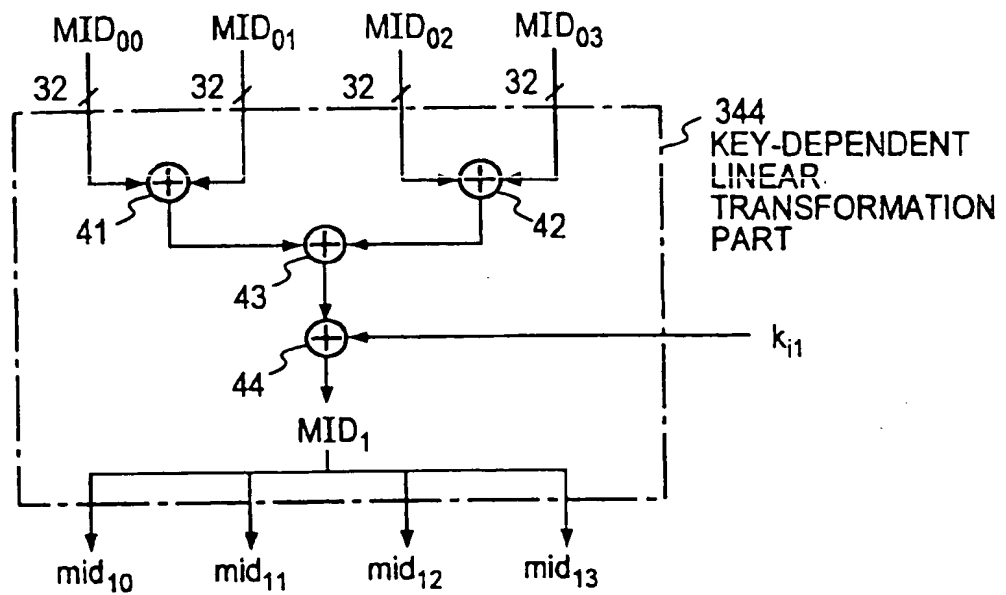 MID00 MID01 MID02 MID03
32 32 32 32
344
KEY-DEPENDENT
LINEAR
TRANSFORMATION
PART
41 42
43
44 ki1
MID1
mid10 mid11 mid12 mid13